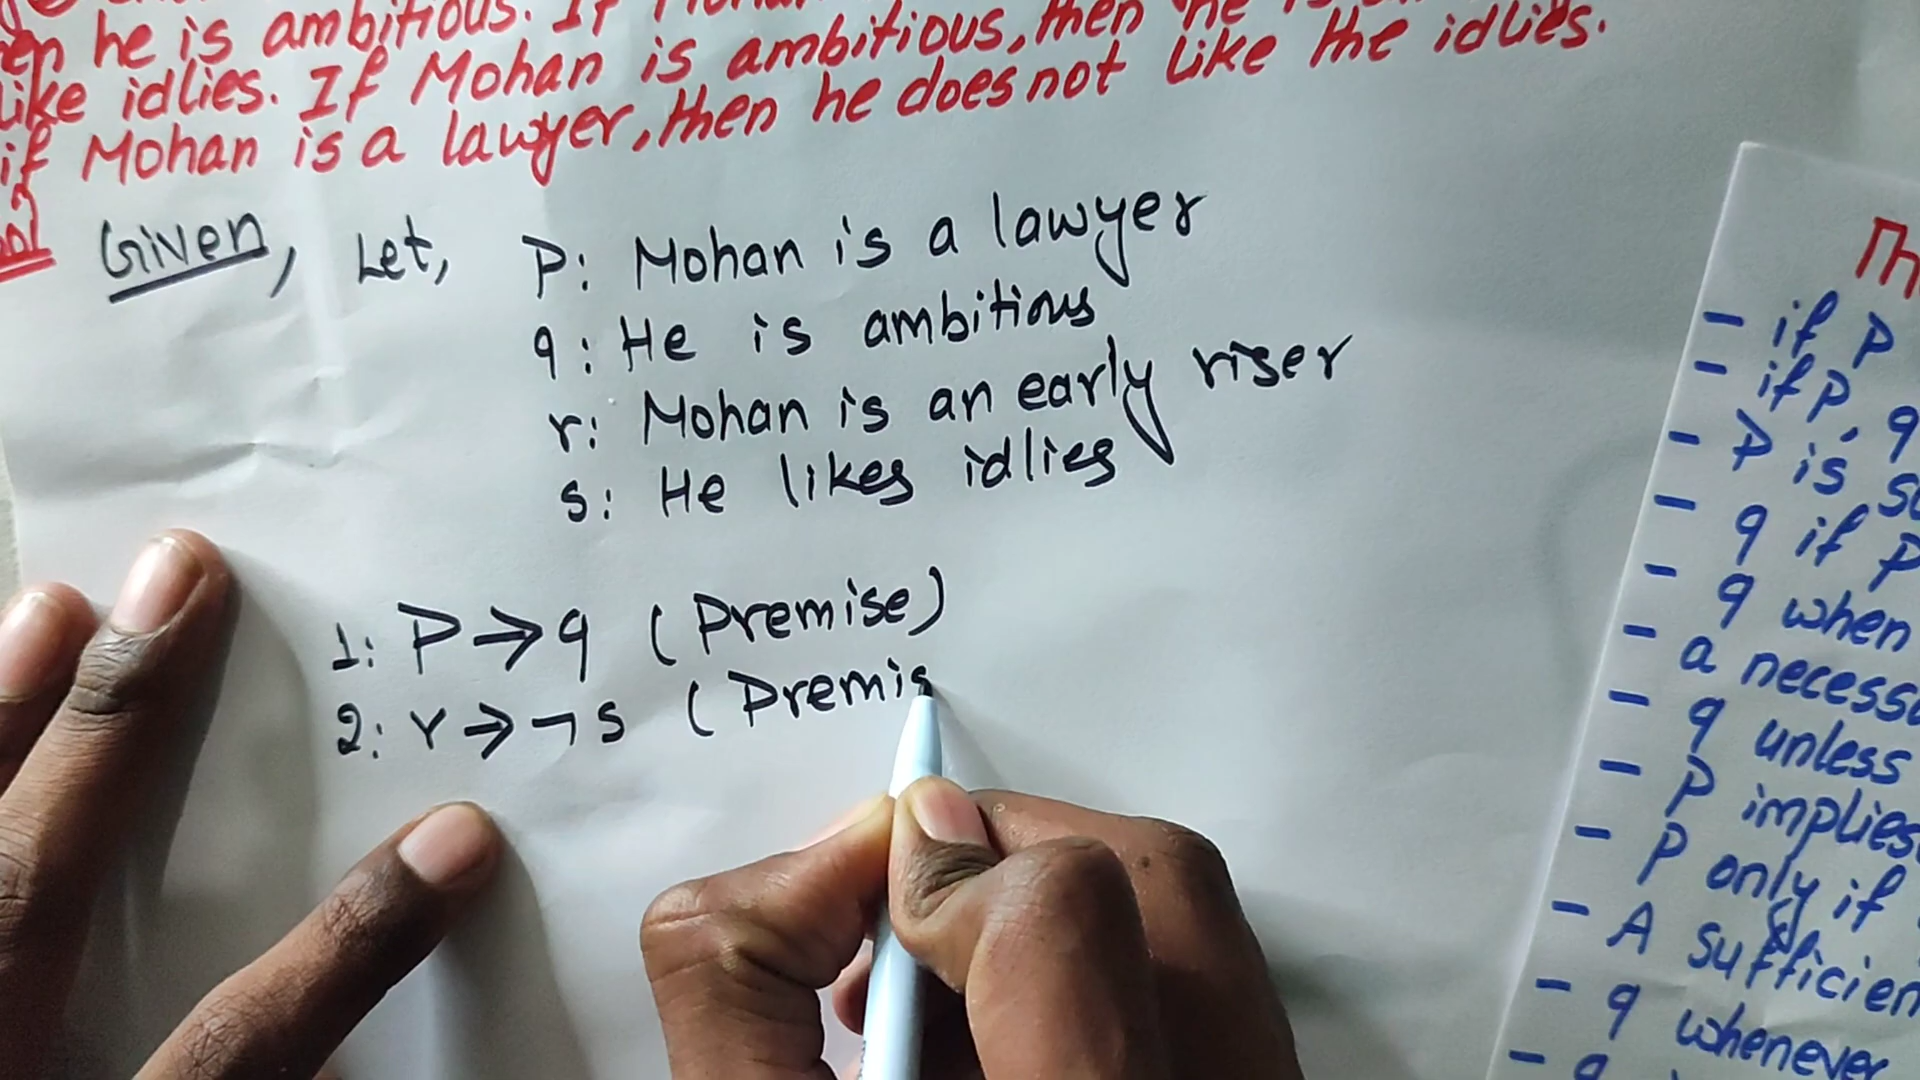 he is ambitious. If
like idlies. If Mohan is ambitious, then he
if Mohan is a lawyer, then he does not like the idlies.
Given, Let, P: Mohan is a lawyer
q: He is ambitious
r: Mohan is an early riser
s: He likes idlies
1: P → q (Premise)
2: r → ¬ s (Premis
- if P
- if P, q
- P is
- q if P
- q when
- a
- q unless
- P implies
- P only if
- A
- q whenever
- q